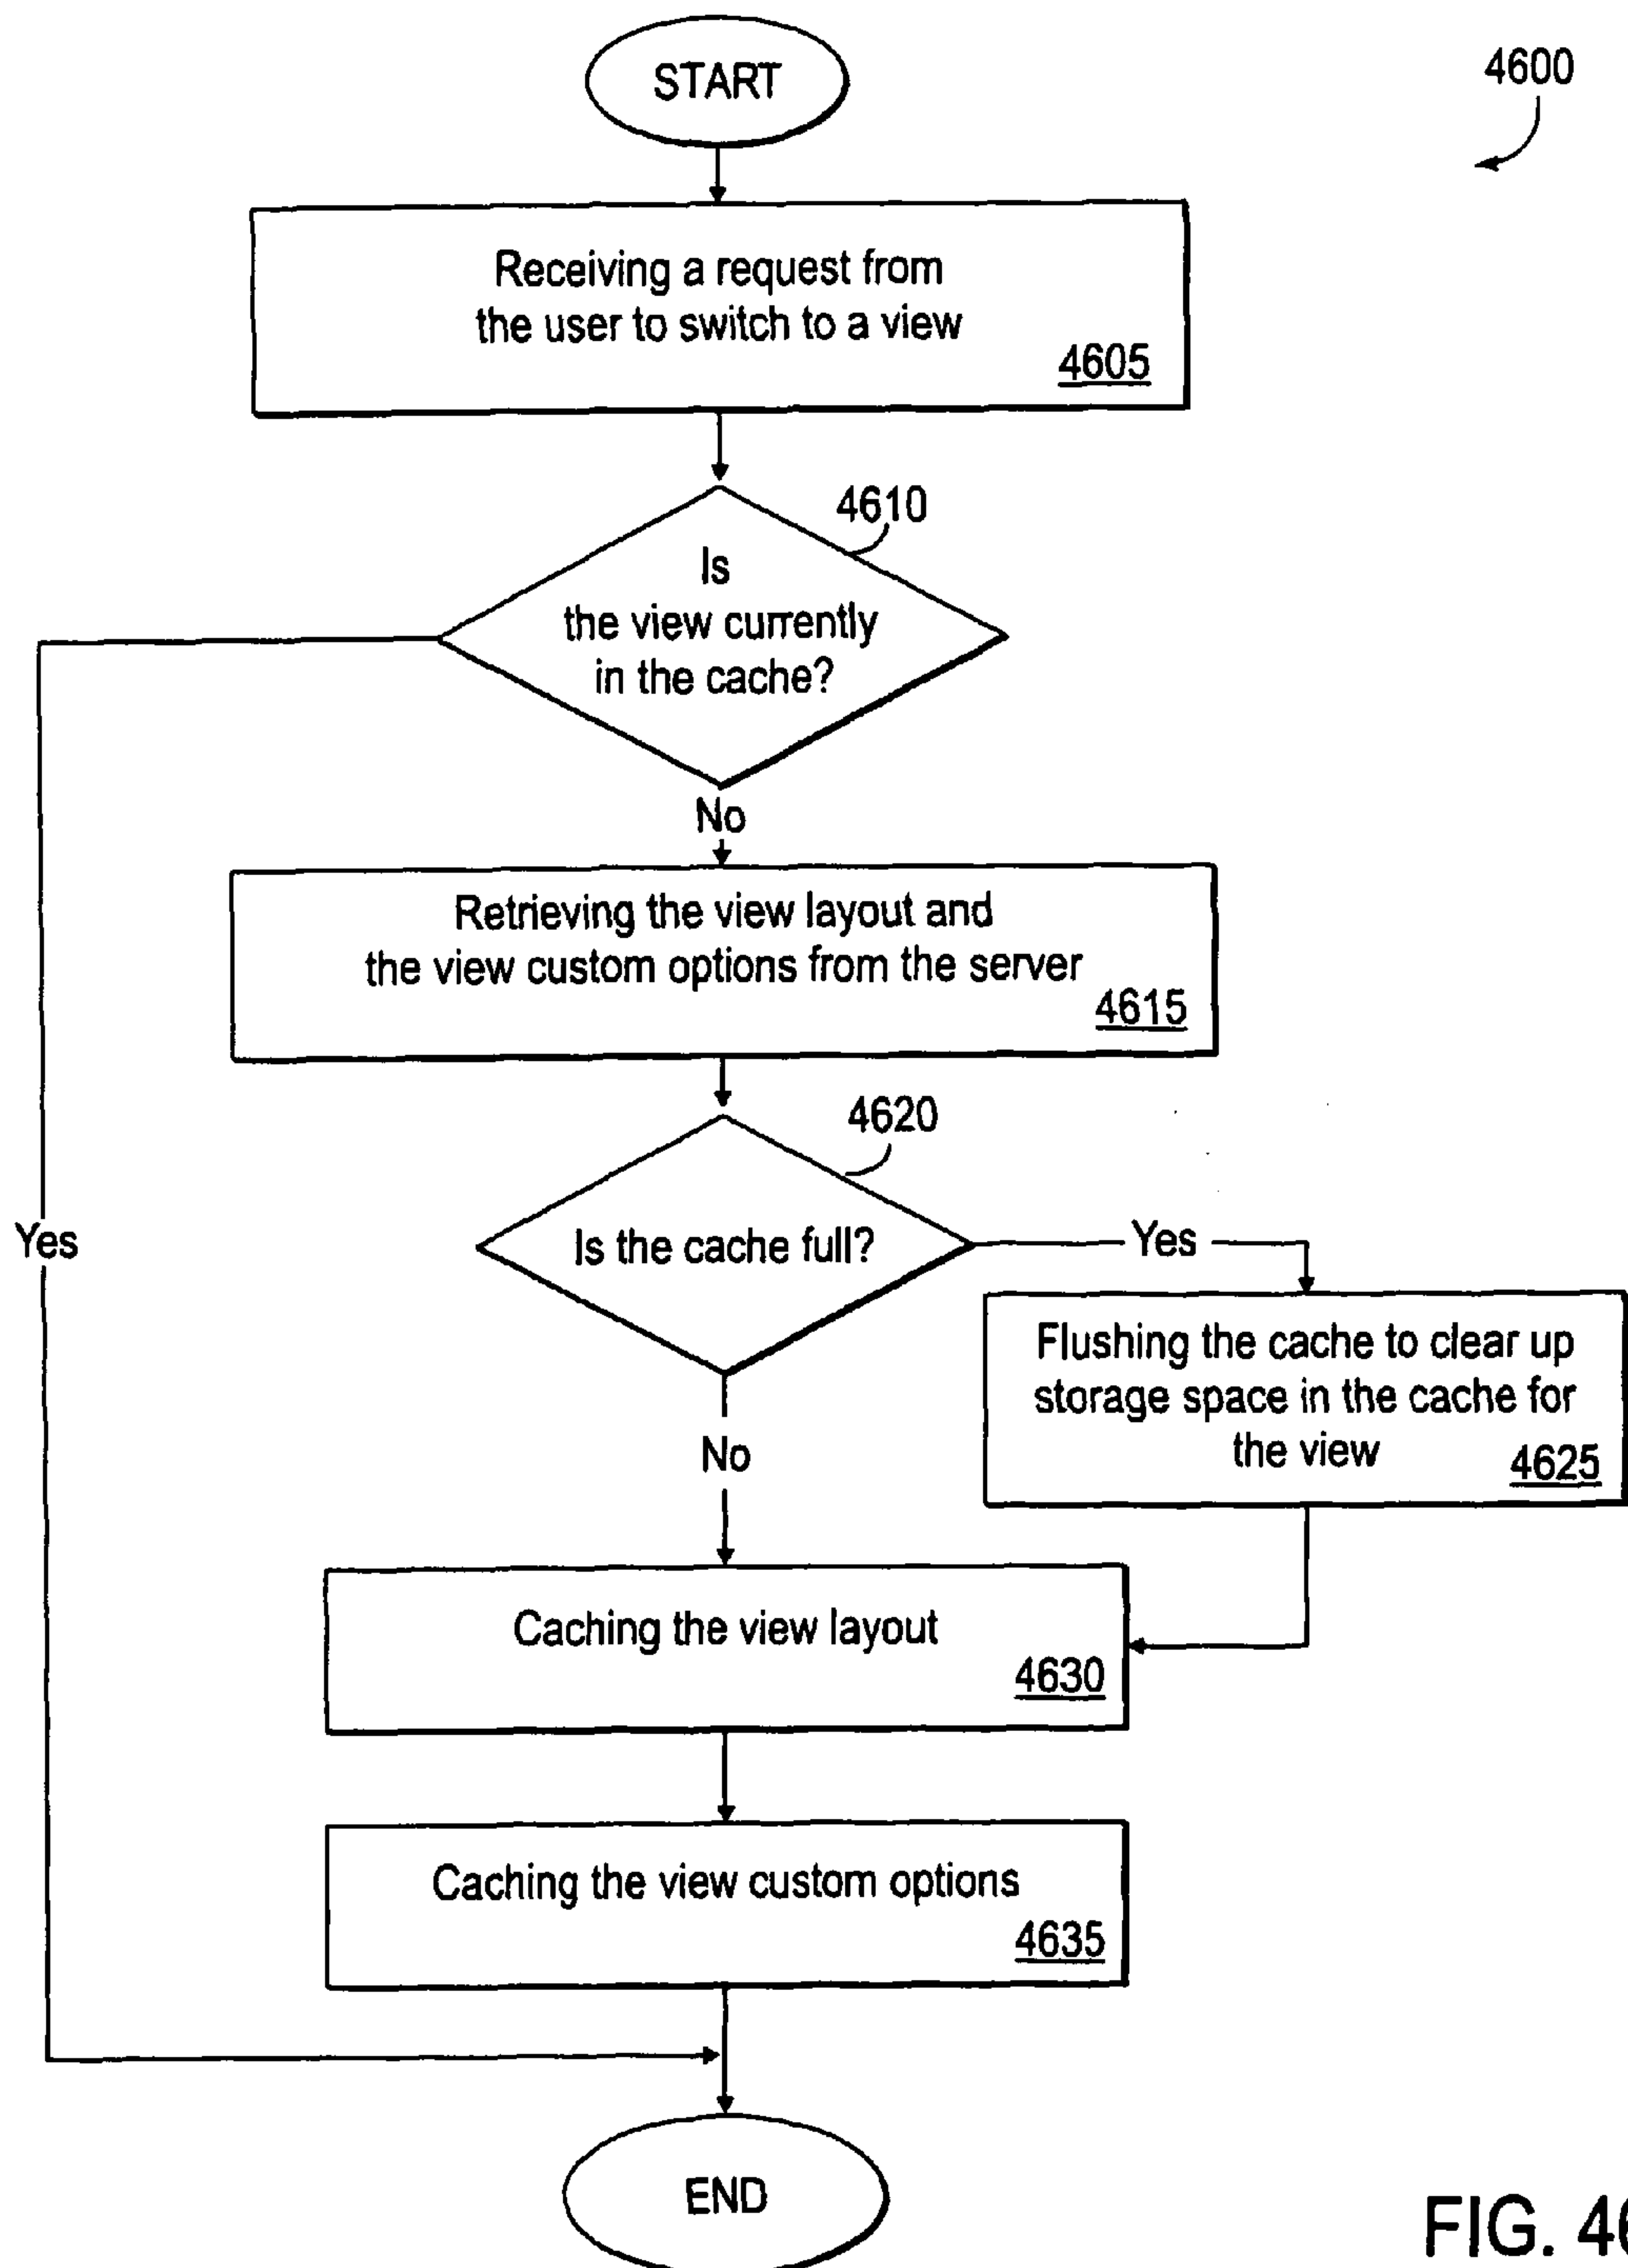 START
4600
Receiving a request from
the user to switch to a view
4605
4610
Is
the view currently
in the cache?
No
Retrieving the view layout and
the view custom options from the server
4615
4620
Yes
Is the cache full?
Yes
Flushing the cache to clear up
storage space in the cache for
the view
4625
No
Caching the view layout
4630
Caching the view custom options
4635
END
FIG. 46